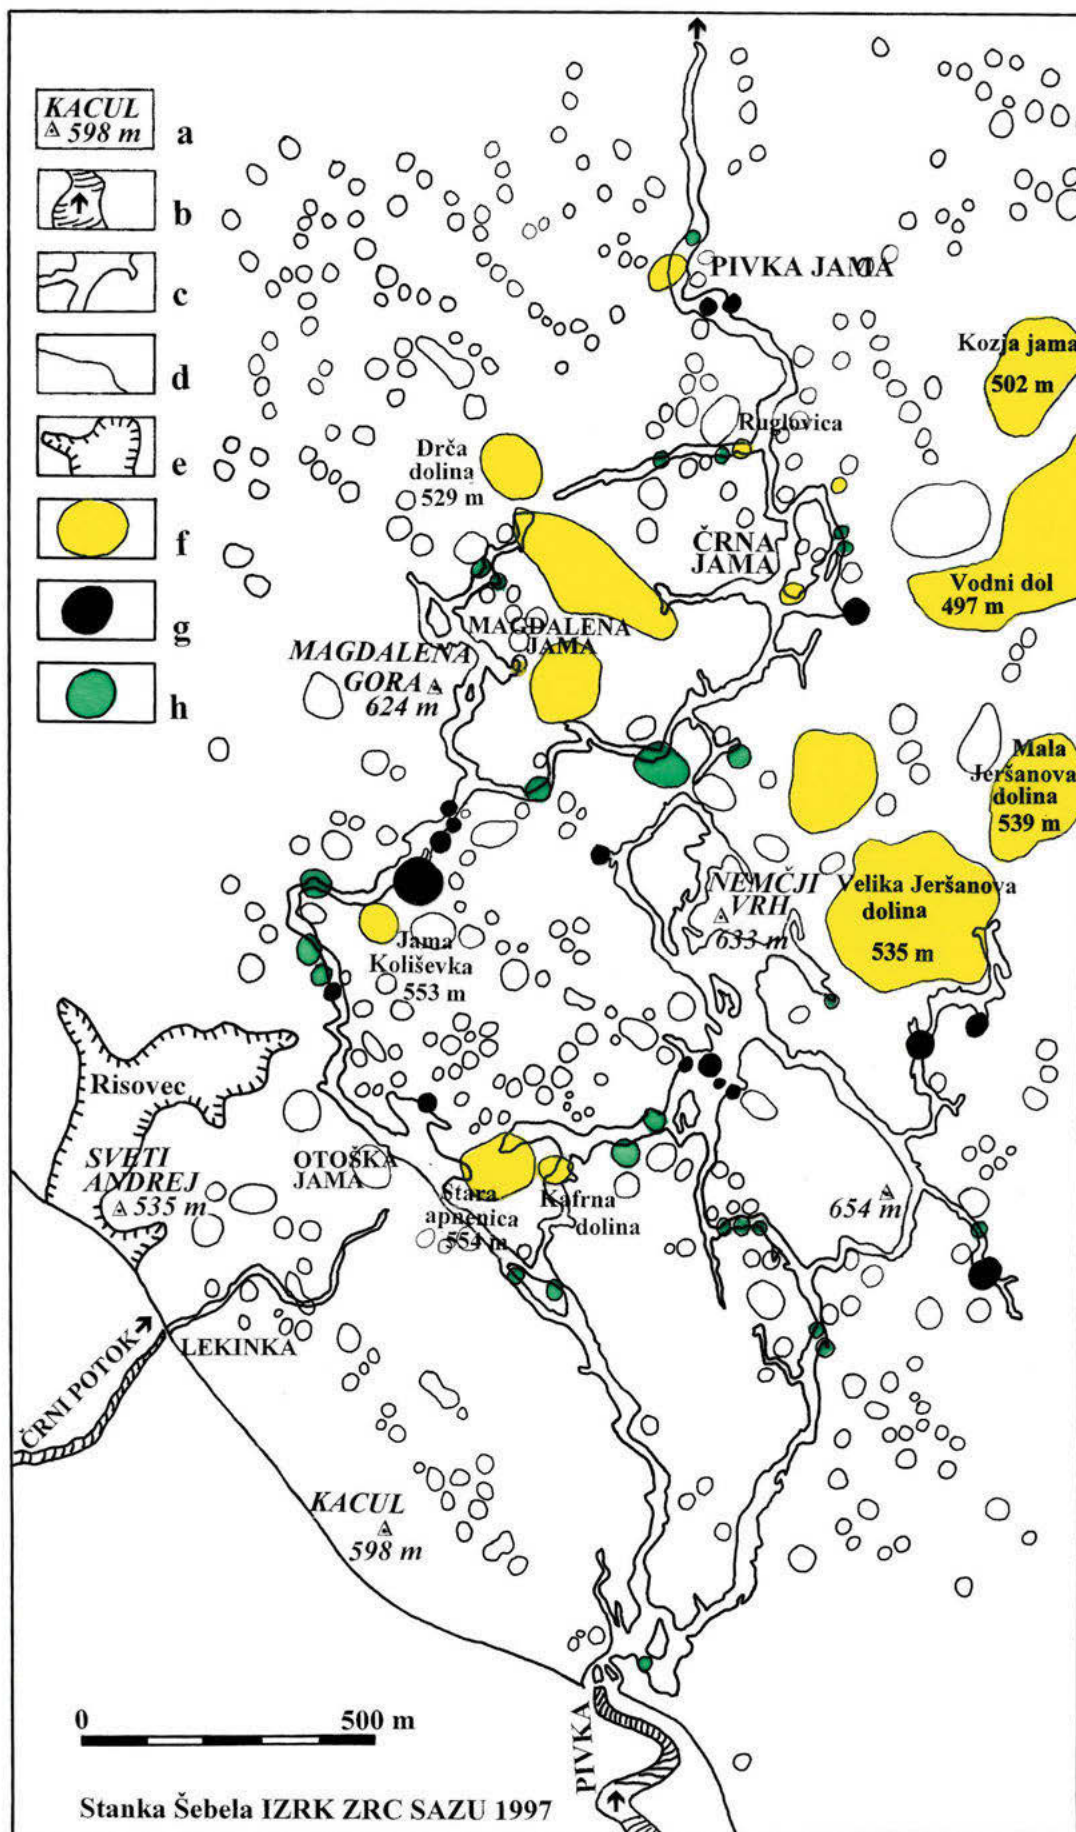 KACUL
598 m
a
b
c
d
e
f
g
h
PIVKA JAMA
Kozja jama
502 m
Ruglovica
Drča
dolina
529 m
ČRNA
JAMA
Vodni dol
497 m
MAGDALENA
JAMA
MAGDALENA
GORA
624 m
Mala
Jeršanova
dolina
539 m
NEMČJI
VRH
633 m
Velika Jeršanova
dolina
535 m
Jama
Koliševka
553 m
Risovec
SVETI
ANDREJ
535 m
OTOŠKA
JAMA
Stara
apnenica
554 m
Kafrna
dolina
654 m
LEKINKA
ČRNI POTOK
KACUL
598 m
PIVKA
0 500 m
Stanka Šebela IZRK ZRC SAZU 1997